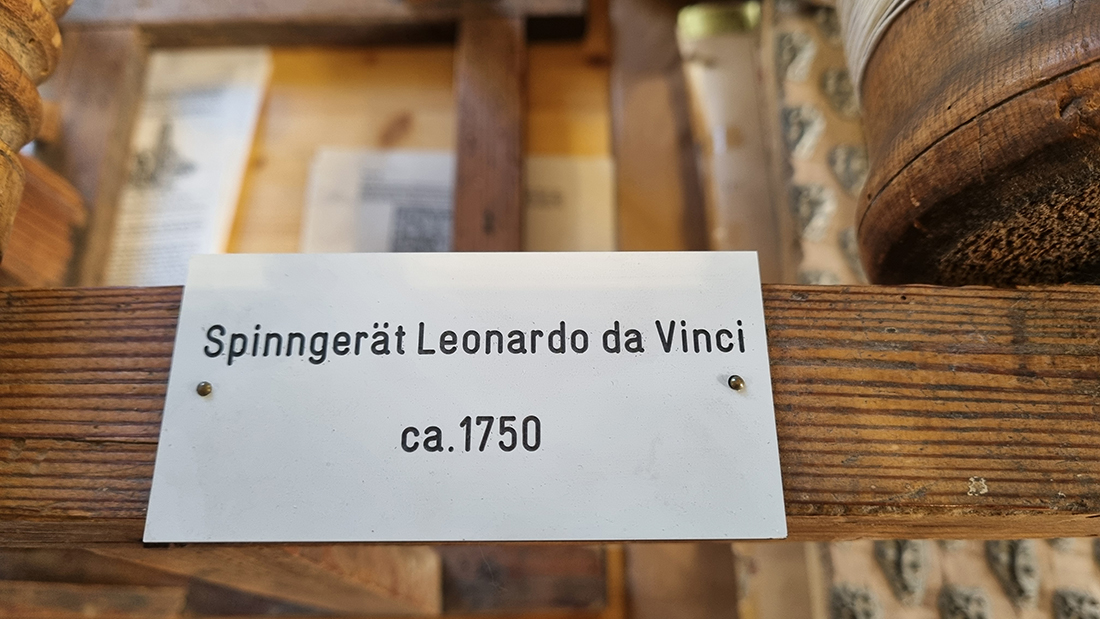 Spinngerät Leonardo da Vinci
ca.1750